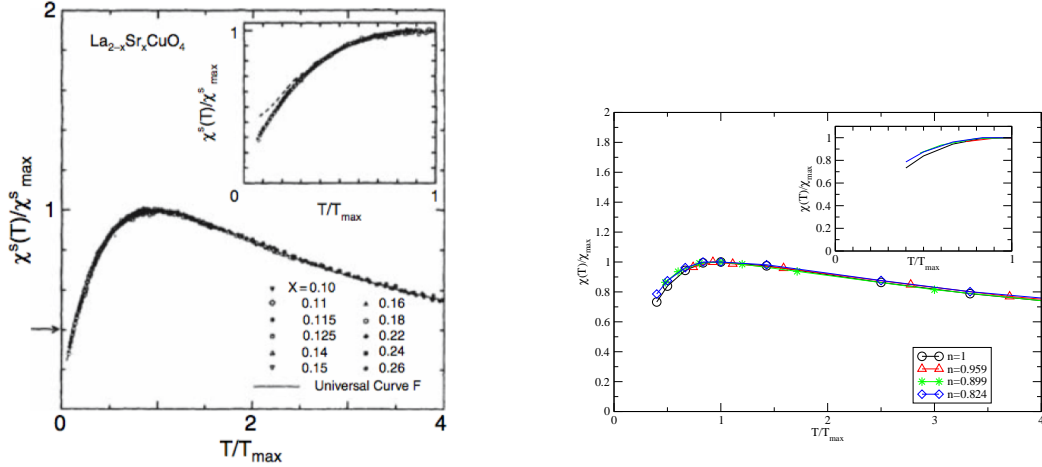 2
La₂₋ₓSrₓCuO₄
1
χˢ(T)/χˢ max
0
T/Tmax
1
χˢ(T)/χˢ max
1
X = 0.10
0.11
0.115
0.125
0.14
0.15
0.16
0.18
0.22
0.24
0.26
Universal Curve F
0
2
4
T/Tmax
2
1.8
1.6
1.4
1.2
1
0.8
0.6
0.4
0.2
0
χ(T)/χmax
1
0.8
0.6
0.4
0.2
0
χ(T)/χmax
0
1
T/Tmax
n=1
n=0.959
n=0.899
n=0.824
0
1
2
3
4
T/Tmax